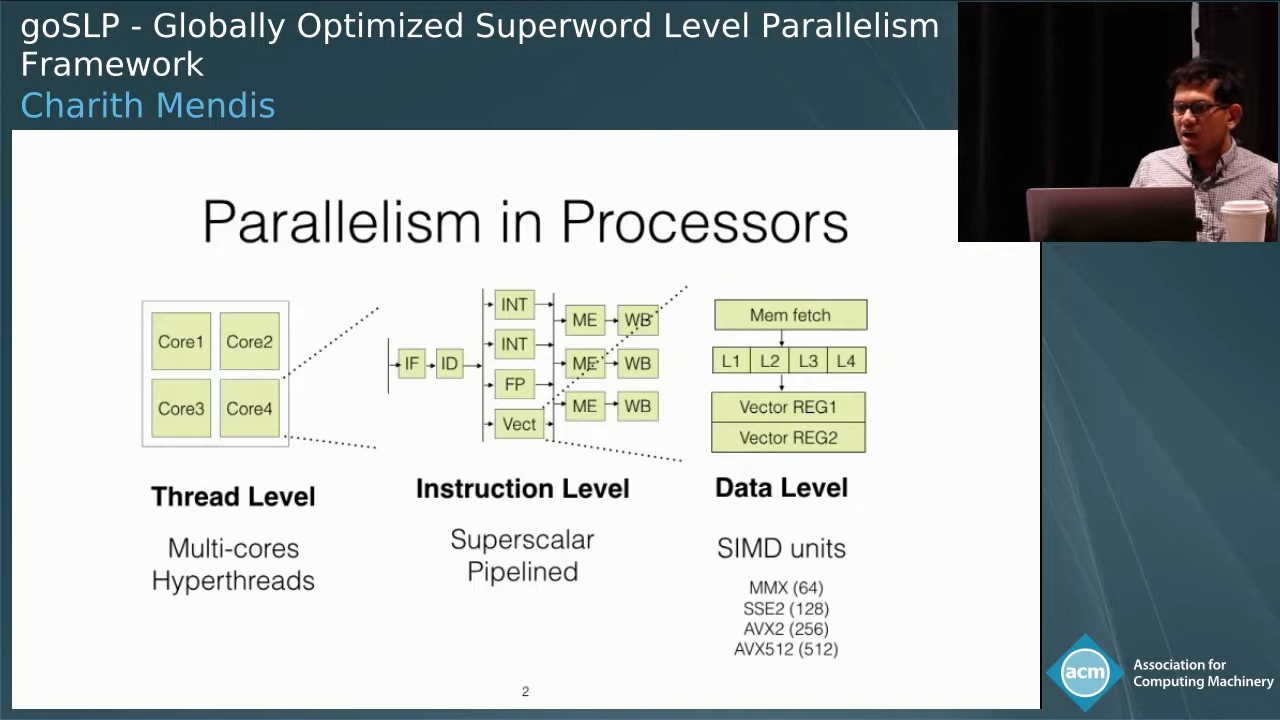 goSLP - Globally Optimized Superword Level Parallelism
Framework
Charith Mendis
Parallelism in Processors
Core1 Core2
Core3 Core4
Thread Level
Multi-cores
Hyperthreads
IF ID
INT
INT
FP
Vect
ME WB
ME WB
ME WB
Instruction Level
Superscalar
Pipelined
Mem fetch
L1 L2 L3 L4
Vector REG1
Vector REG2
Data Level
SIMD units
MMX (64)
SSE2 (128)
AVX2 (256)
AVX512 (512)
2
acm
Association for
Computing Machinery